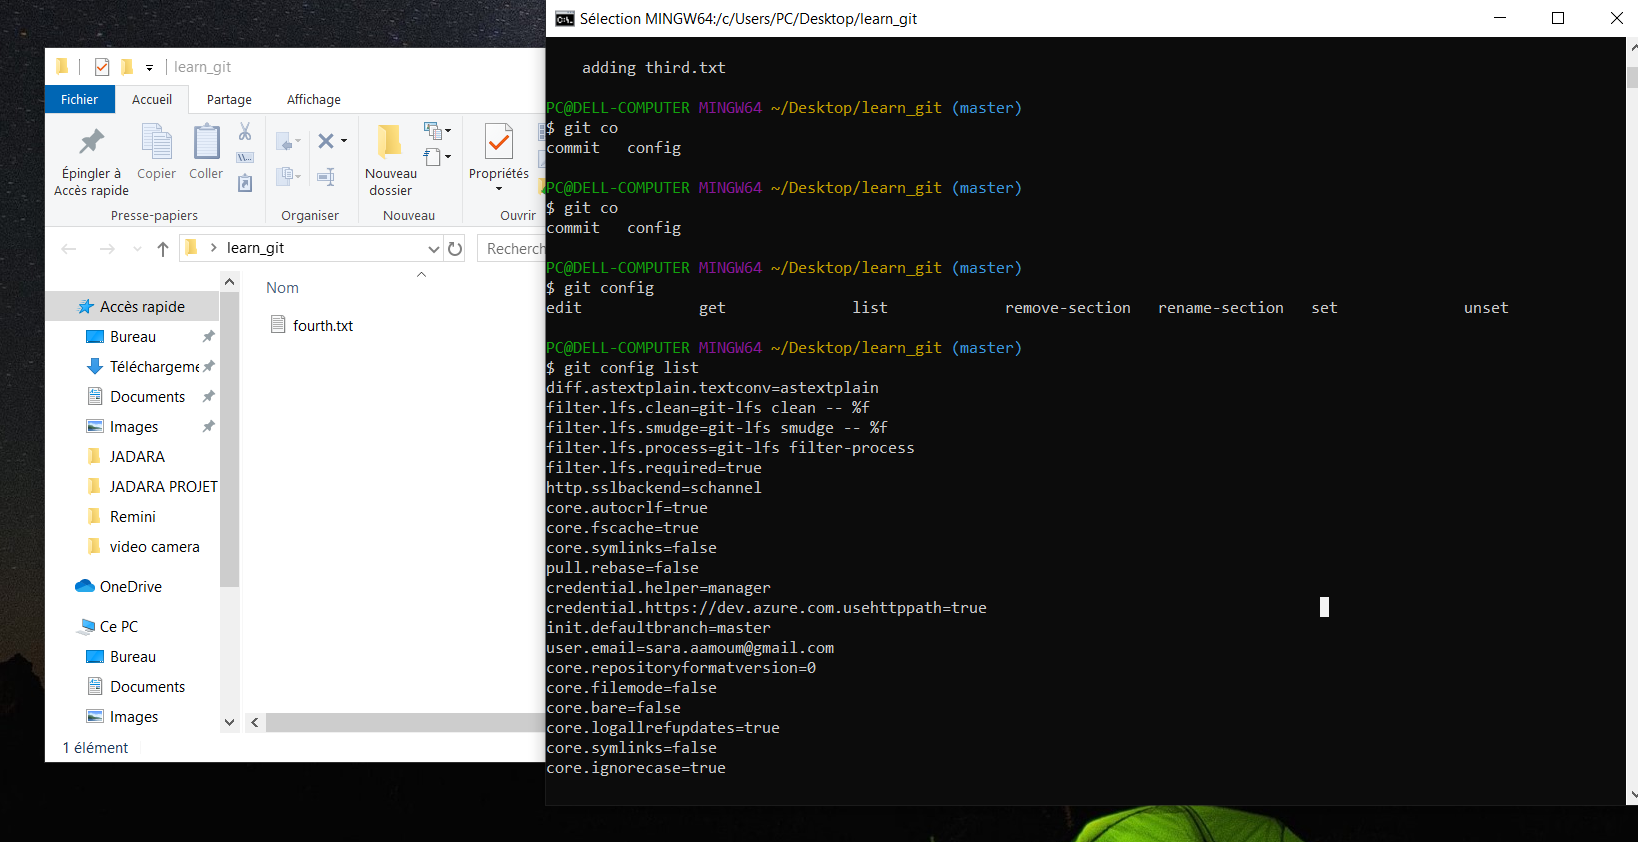 learn_git
Fichier
Accueil
Partage
Affichage
Épingler à
Accès rapide
Copier
Coller
Presse-papiers
Organiser
Nouveau
dossier
Nouveau
Propriétés
Ouvrir
learn_git
Recherch
Nom
fourth.txt
Accès rapide
Bureau
Téléchargeme
Documents
Images
JADARA
JADARA PROJET
Remini
video camera
OneDrive
Ce PC
Bureau
Documents
Images
1 élément
Sélection MINGW64:/c/Users/PC/Desktop/learn_git
adding third.txt
PC@DELL-COMPUTER MINGW64 ~/Desktop/learn_git (master)
$ git co
commit   config
PC@DELL-COMPUTER MINGW64 ~/Desktop/learn_git (master)
$ git co
commit   config
PC@DELL-COMPUTER MINGW64 ~/Desktop/learn_git (master)
$ git config
edit   get   list   remove-section   rename-section   set   unset
PC@DELL-COMPUTER MINGW64 ~/Desktop/learn_git (master)
$ git config list
diff.astextplain.textconv=astextplain
filter.lfs.clean=git-lfs clean -- %f
filter.lfs.smudge=git-lfs smudge -- %f
filter.lfs.process=git-lfs filter-process
filter.lfs.required=true
http.sslbackend=schannel
core.autocrlf=true
core.fscache=true
core.symlinks=false
pull.rebase=false
credential.helper=manager
credential.https://dev.azure.com.usehttppath=true
init.defaultbranch=master
user.email=sara.aamoum@gmail.com
core.repositoryformatversion=0
core.filemode=false
core.bare=false
core.logallrefupdates=true
core.symlinks=false
core.ignorecase=true